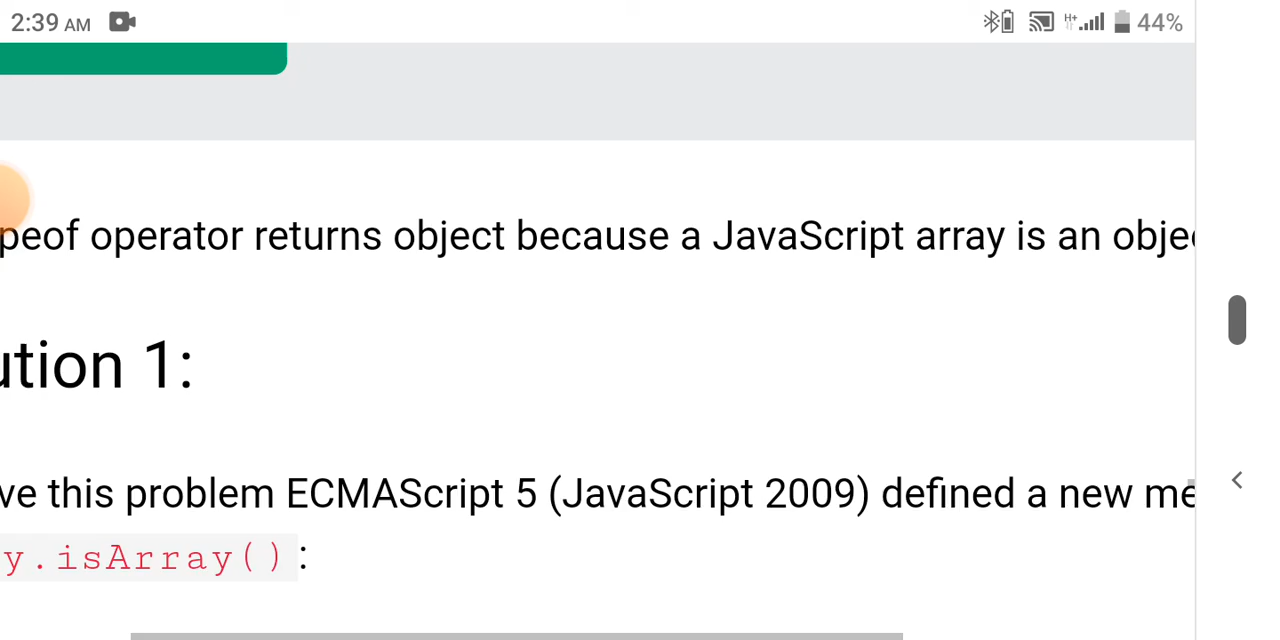 2:39 AM
H+ 44%
peof operator returns object because a JavaScript array is an objec
ution 1:
ve this problem ECMAScript 5 (JavaScript 2009) defined a new me
y.isArray():